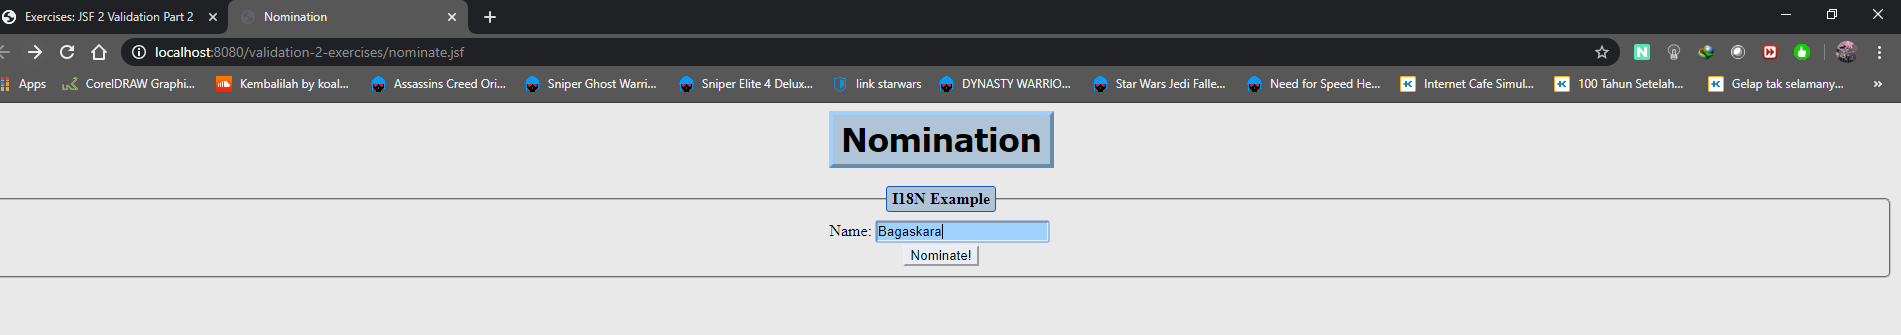 Exercises: JSF 2 Validation Part 2
Nomination
localhost:8080/validation-2-exercises/nominate.jsf
Apps
CorelDRAW Graphi...
Kembalilah by koal...
Assassins Creed Ori...
Sniper Ghost Warri...
Sniper Elite 4 Delux...
link starwars
DYNASTY WARRIO...
Star Wars Jedi Falle...
Need for Speed He...
Internet Cafe Simul...
100 Tahun Setelah...
Gelap tak selamany...
Nomination
I18N Example
Name: Bagaskara
Nominate!